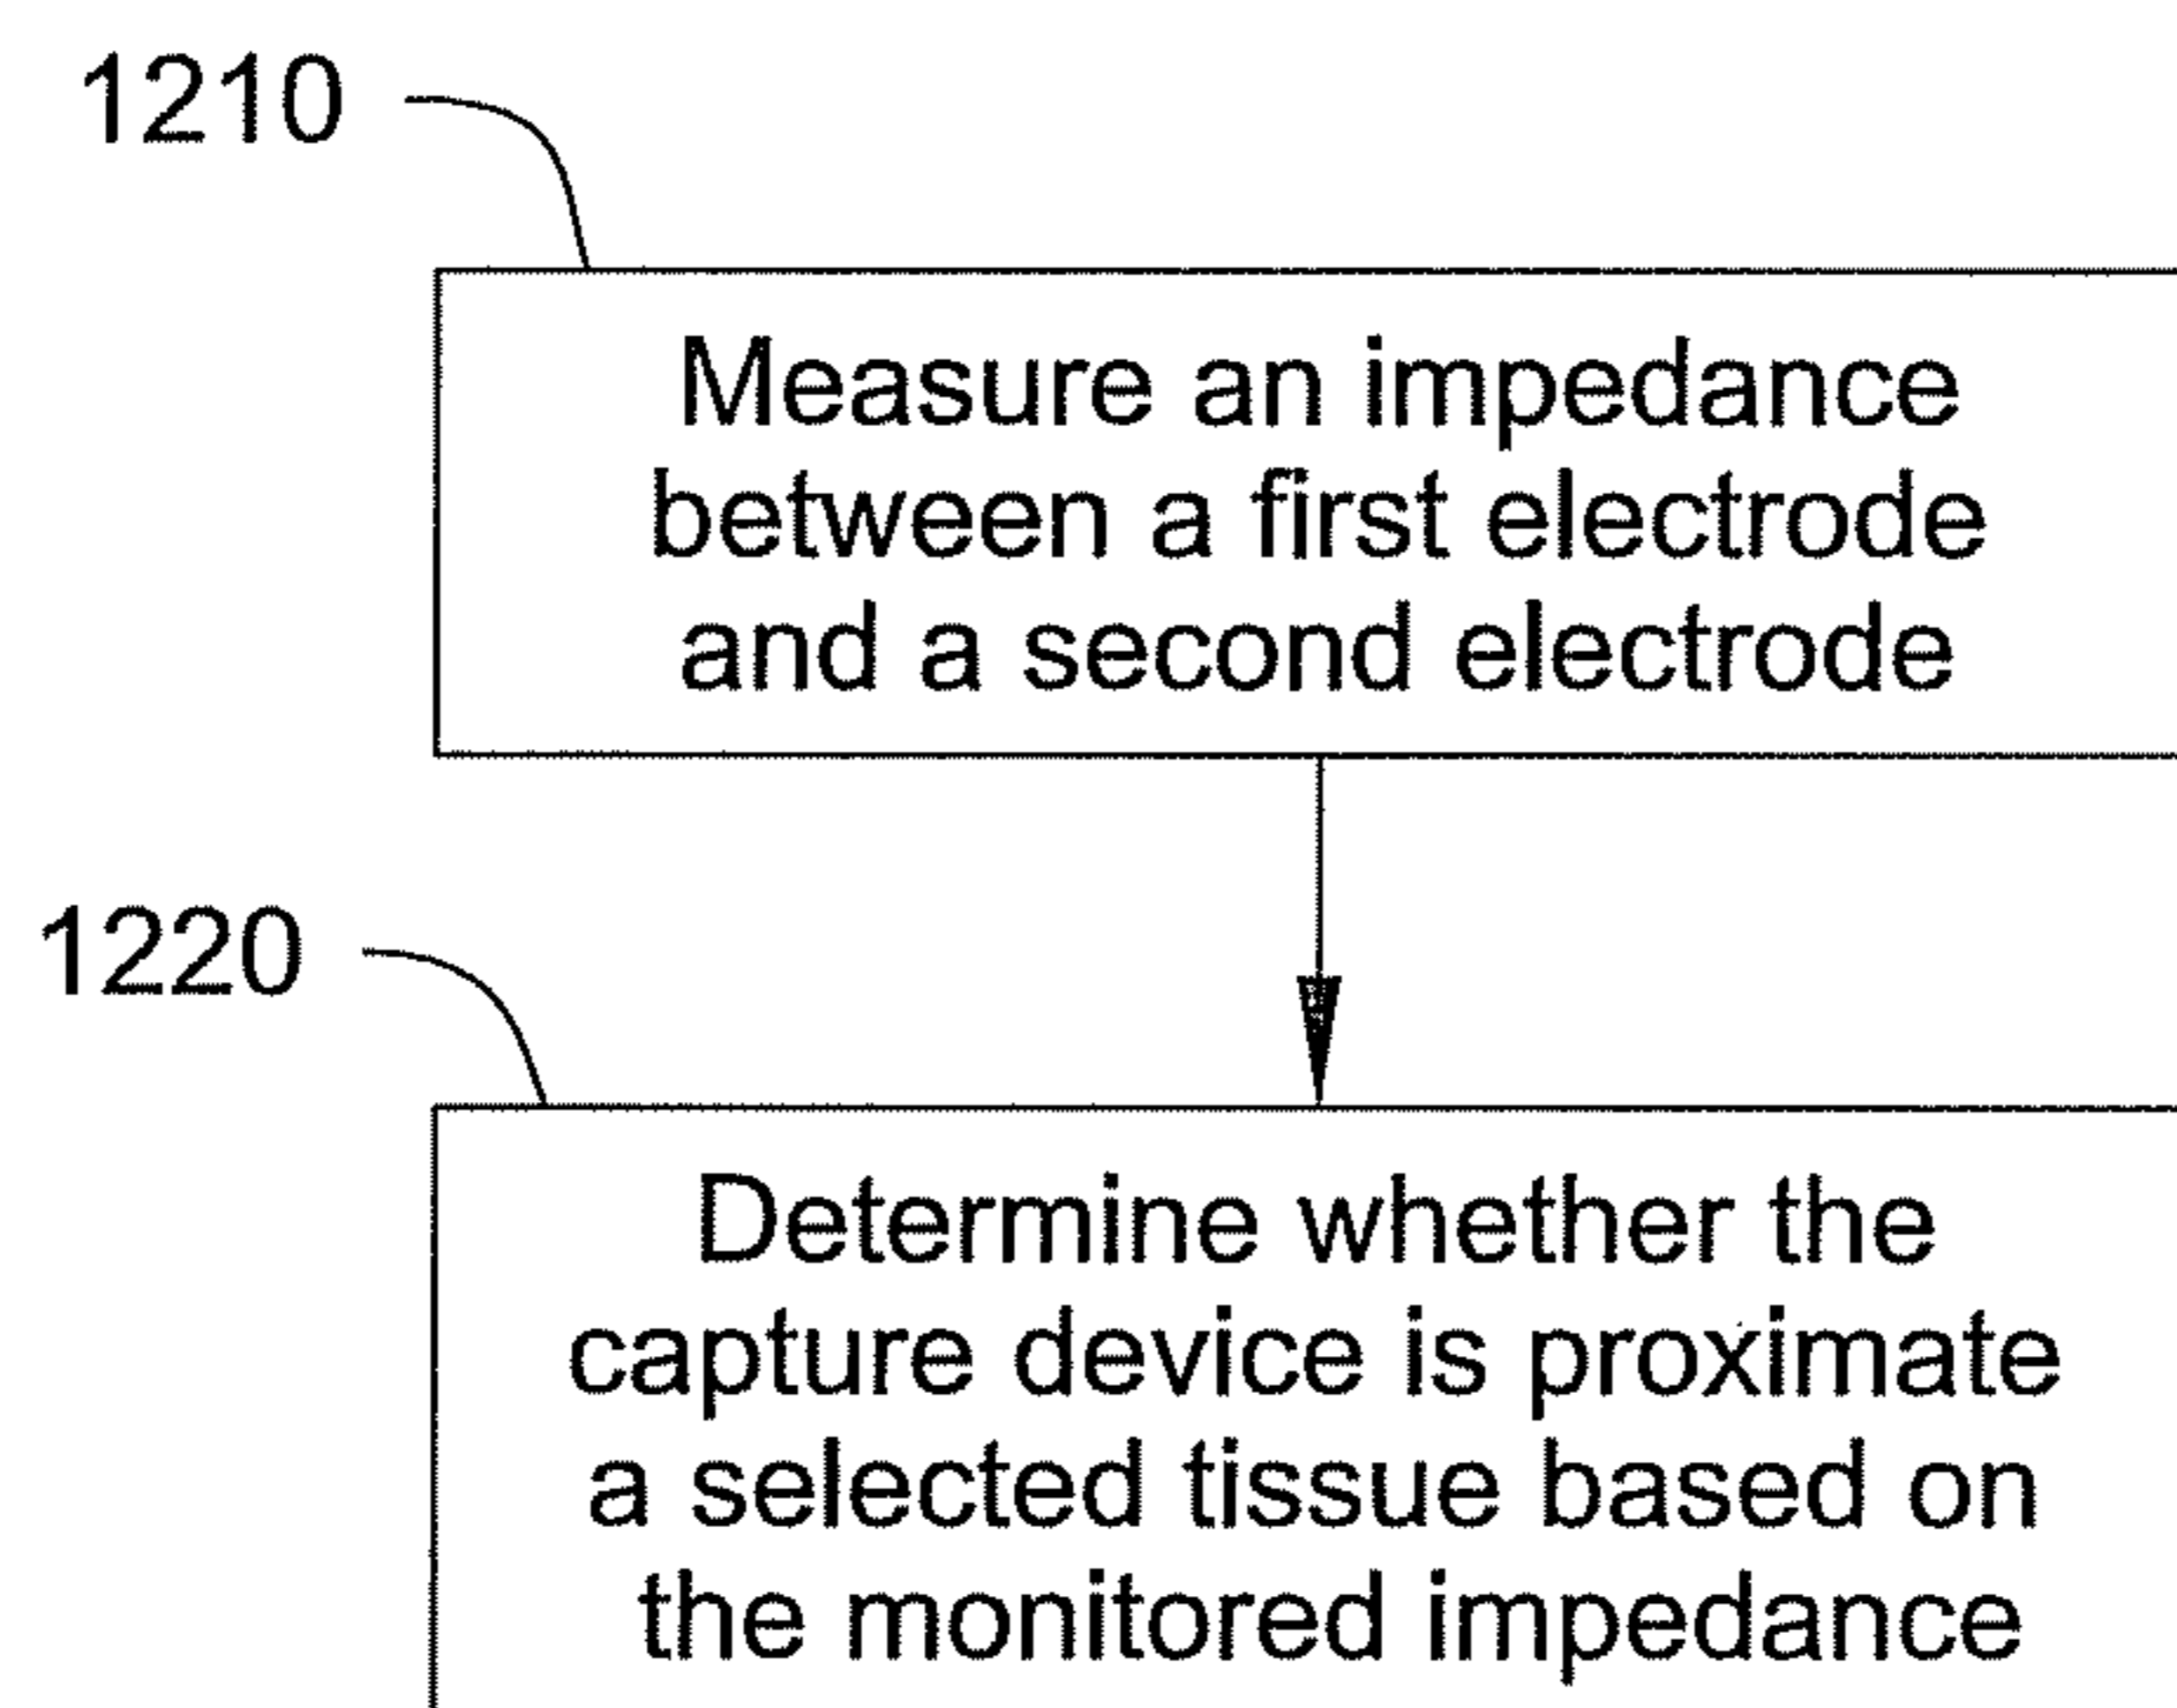 1210
Measure an impedance
between a first electrode
and a second electrode
1220
Determine whether the
capture device is proximate
a selected tissue based on
the monitored impedance